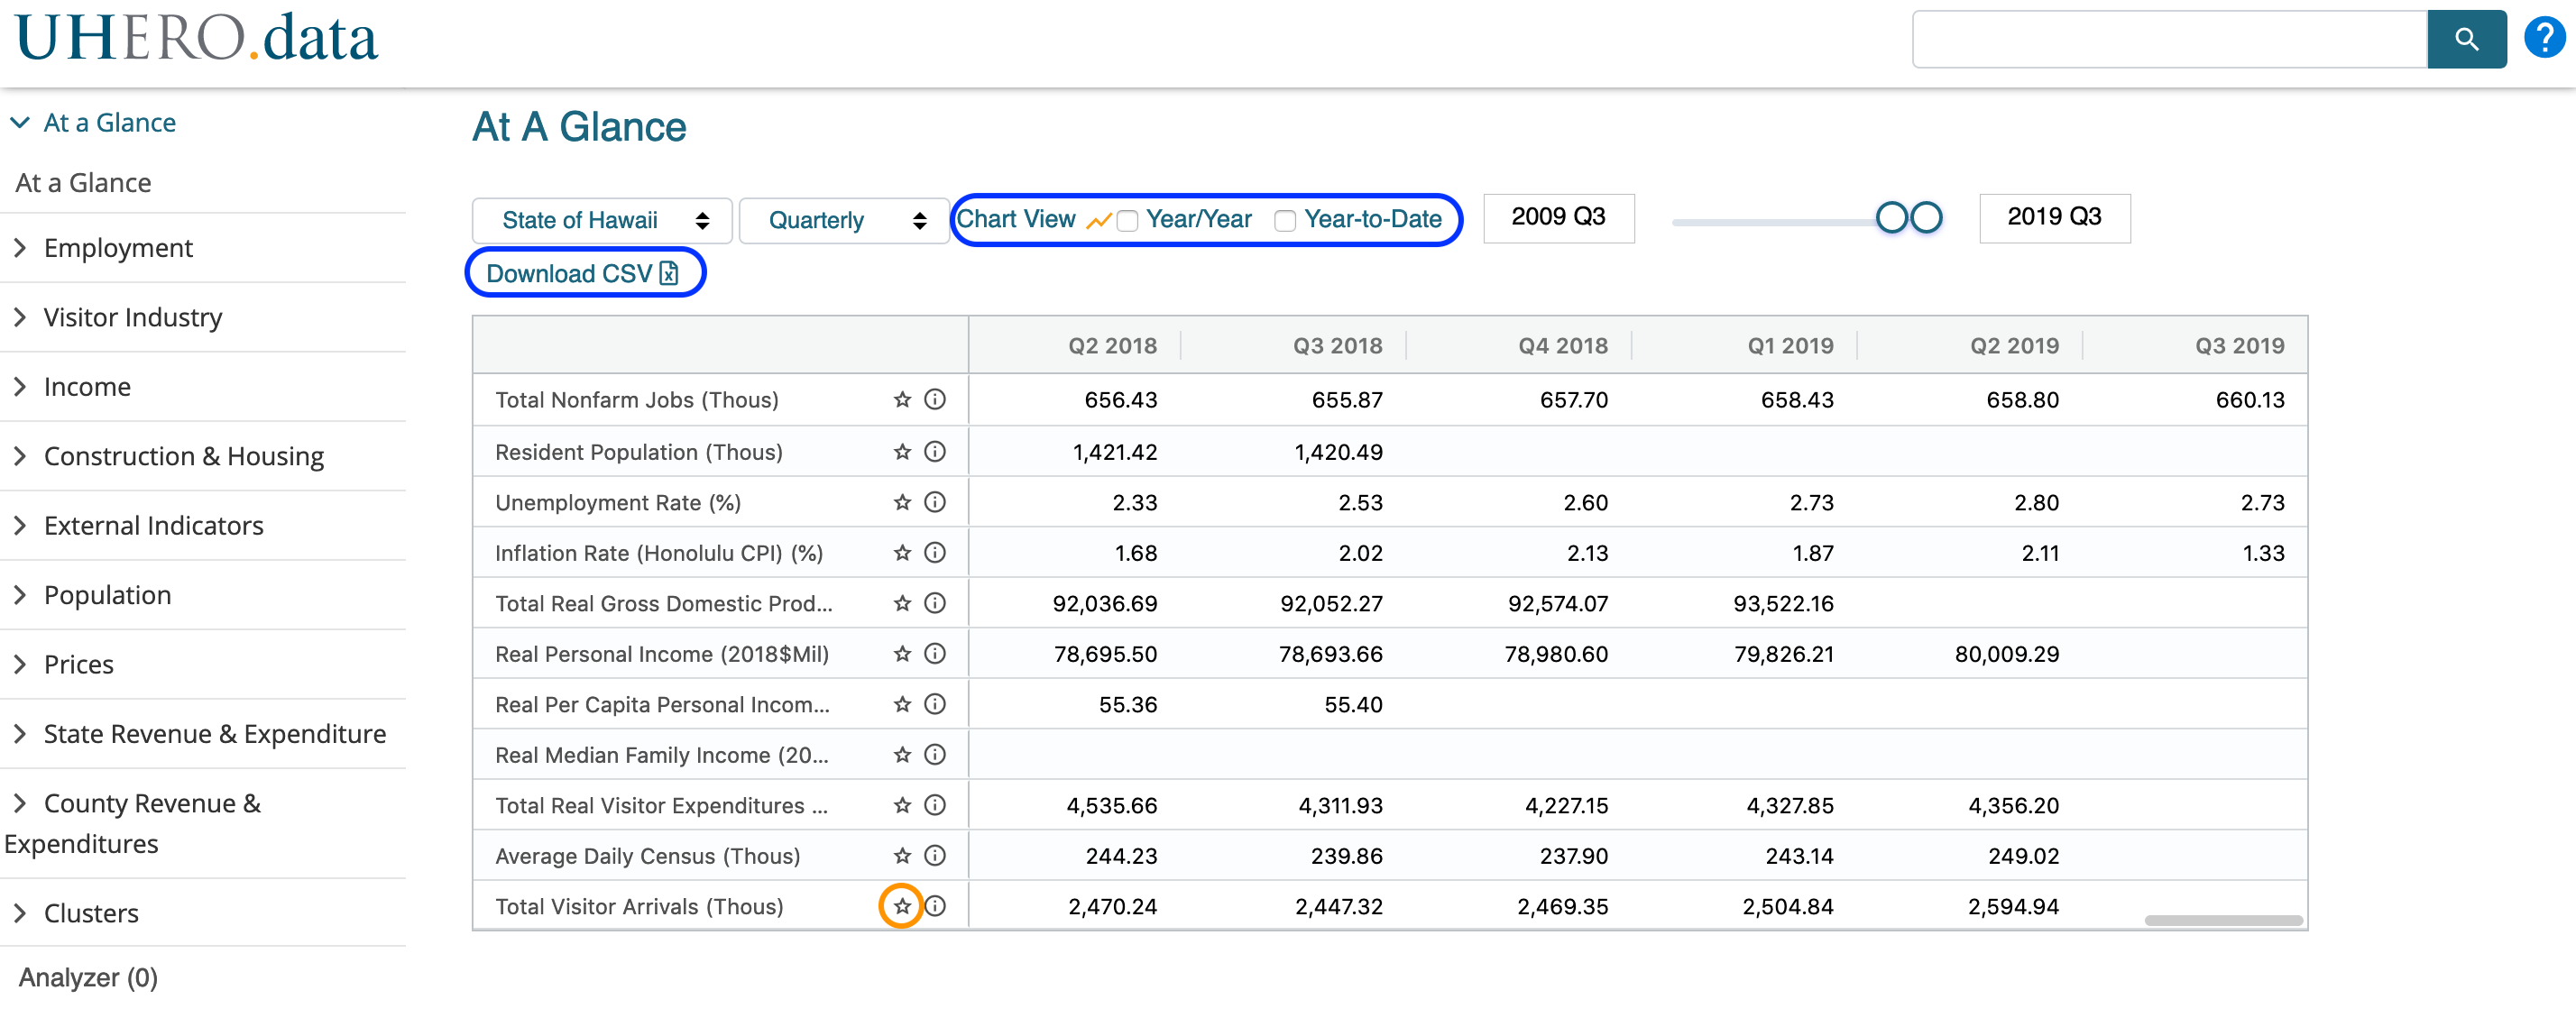 UHERO.data
?
At a Glance
At a Glance
Employment
Visitor Industry
Income
Construction & Housing
External Indicators
Population
Prices
State Revenue & Expenditure
County Revenue &
Expenditures
Clusters
Analyzer (0)
At A Glance
State of Hawaii Quarterly Chart View Year/Year Year-to-Date 2009 Q3 2019 Q3
Download CSV
Q2 2018 Q3 2018 Q4 2018 Q1 2019 Q2 2019 Q3 2019
Total Nonfarm Jobs (Thous) 656.43 655.87 657.70 658.43 658.80 660.13
Resident Population (Thous) 1,421.42 1,420.49
Unemployment Rate (%) 2.33 2.53 2.60 2.73 2.80 2.73
Inflation Rate (Honolulu CPI) (%) 1.68 2.02 2.13 1.87 2.11 1.33
Total Real Gross Domestic Prod... 92,036.69 92,052.27 92,574.07 93,522.16
Real Personal Income (2018$Mil) 78,695.50 78,693.66 78,980.60 79,826.21 80,009.29
Real Per Capita Personal Incom... 55.36 55.40
Real Median Family Income (20...
Total Real Visitor Expenditures ... 4,535.66 4,311.93 4,227.15 4,327.85 4,356.20
Average Daily Census (Thous) 244.23 239.86 237.90 243.14 249.02
Total Visitor Arrivals (Thous) 2,470.24 2,447.32 2,469.35 2,504.84 2,594.94